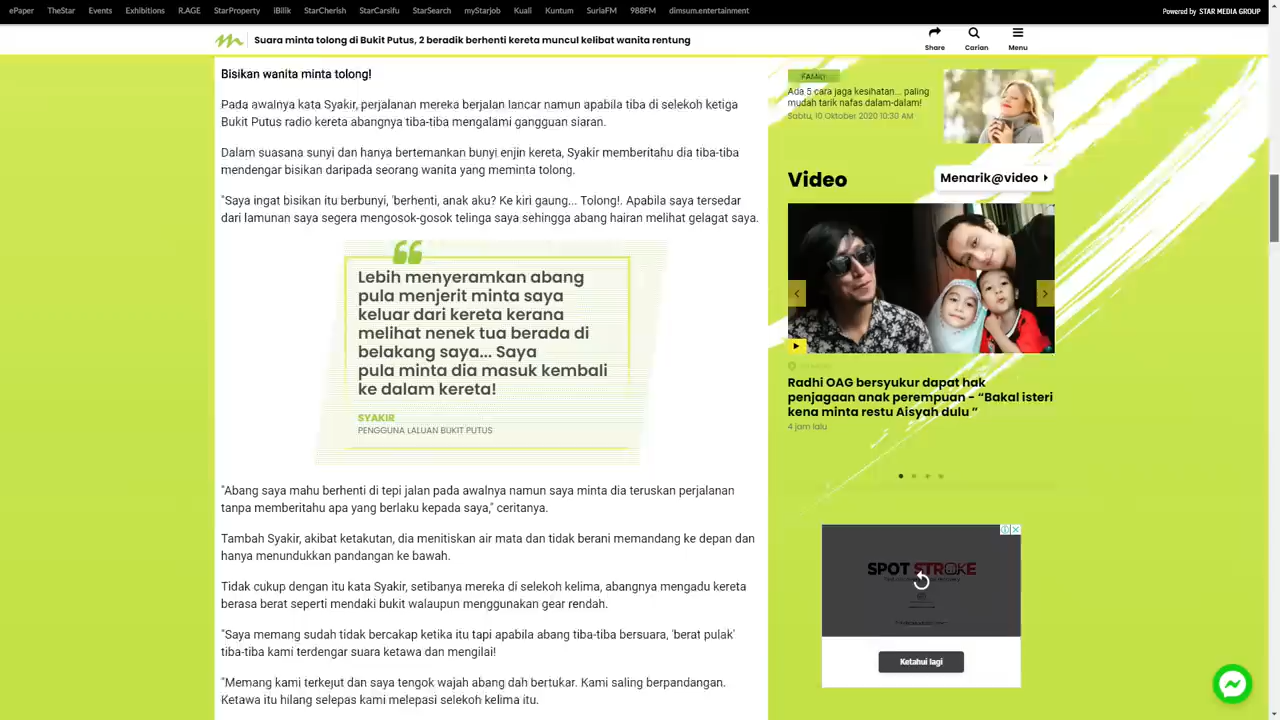 ePaper TheStar Events Exhibitions R.AGE StarProperty iBilik StarCherish StarCarsifu StarSearch myStarjob Kuali Kuntum SuriaFM 988FM dimsum.entertainment
Powered by STAR MEDIA GROUP
m Suara minta tolong di Bukit Putus, 2 beradik berhenti kereta muncul kelibat wanita rentung
Share Carian Menu
Bisikan wanita minta tolong!
Pada awalnya kata Syakir, perjalanan mereka berjalan lancar namun apabila tiba di selekoh ketiga
Bukit Putus radio kereta abangnya tiba-tiba mengalami gangguan siaran.
Dalam suasana sunyi dan hanya bertemankan bunyi enjin kereta, Syakir memberitahu dia tiba-tiba
mendengar bisikan daripada seorang wanita yang meminta tolong.
"Saya ingat bisikan itu berbunyi, 'berhenti, anak aku? Ke kiri gaung... Tolong!. Apabila saya tersedar
dari lamunan saya segera mengosok-gosok telinga saya sehingga abang hairan melihat gelagat saya.
Lebih menyeramkan abang
pula menjerit minta saya
keluar dari kereta kerana
melihat nenek tua berada di
belakang saya... Saya
pula minta dia masuk kembali
ke dalam kereta!
SYAKIR
PENGGUNA LALUAN BUKIT PUTUS
"Abang saya mahu berhenti di tepi jalan pada awalnya namun saya minta dia teruskan perjalanan
tanpa memberitahu apa yang berlaku kepada saya," ceritanya.
Tambah Syakir, akibat ketakutan, dia menitiskan air mata dan tidak berani memandang ke depan dan
hanya menundukkan pandangan ke bawah.
Tidak cukup dengan itu kata Syakir, setibanya mereka di selekoh kelima, abangnya mengadu kereta
berasa berat seperti mendaki bukit walaupun menggunakan gear rendah.
"Saya memang sudah tidak bercakap ketika itu tapi apabila abang tiba-tiba bersuara, 'berat pulak'
tiba-tiba kami terdengar suara ketawa dan mengilai!
"Memang kami terkejut dan saya tengok wajah abang dah bertukar. Kami saling berpandangan.
Ketawa itu hilang selepas kami melepasi selekoh kelima itu.
FAMILI
Ada 5 cara jaga kesihatan... paling
mudah tarik nafas dalam-dalam!
Sabtu, 10 Oktober 2020 10:30 AM
Video
Menarik@video
Radhi OAG bersyukur dapat hak
penjagaan anak perempuan - “Bakal isteri
kena minta restu Aisyah dulu ”
4 jam lalu
SPOT STROKE
Ketahui lagi